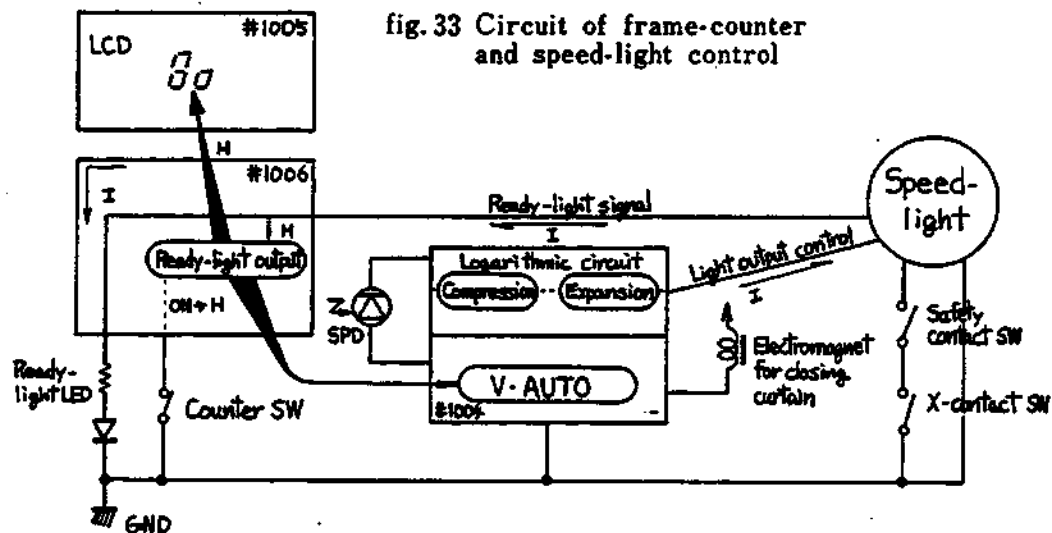 fig. 33 Circuit of frame-counter
and speed-light control
LCD
#1005
H
#1006
I
H
Ready-light output
ON→H
Ready-light signal
I
Speed-
light
Light output control
I
Logarithmic circuit
Compression
Expansion
SPD
V·AUTO
#1004
Electromagnet
for closing
curtain
Safety
contact SW
X-contact SW
Ready-
light LED
Counter SW
GND